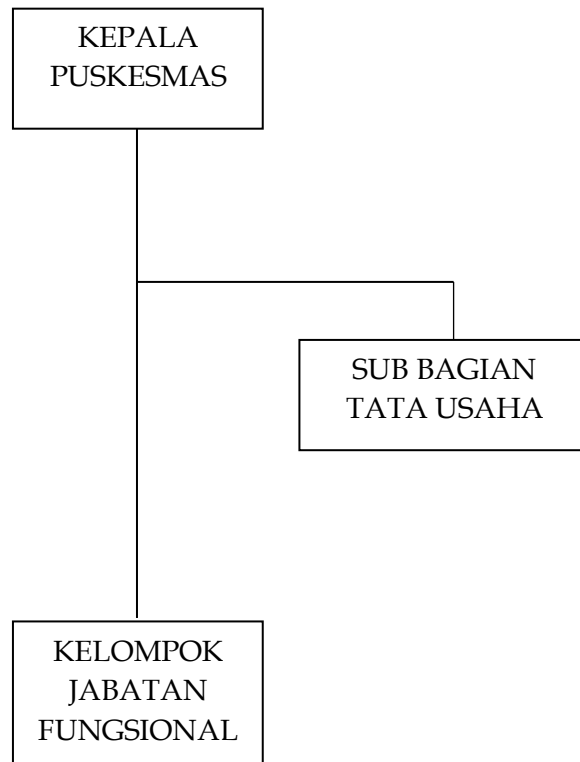 KEPALA
PUSKESMAS
SUB BAGIAN
TATA USAHA
KELOMPOK
JABATAN
FUNGSIONAL